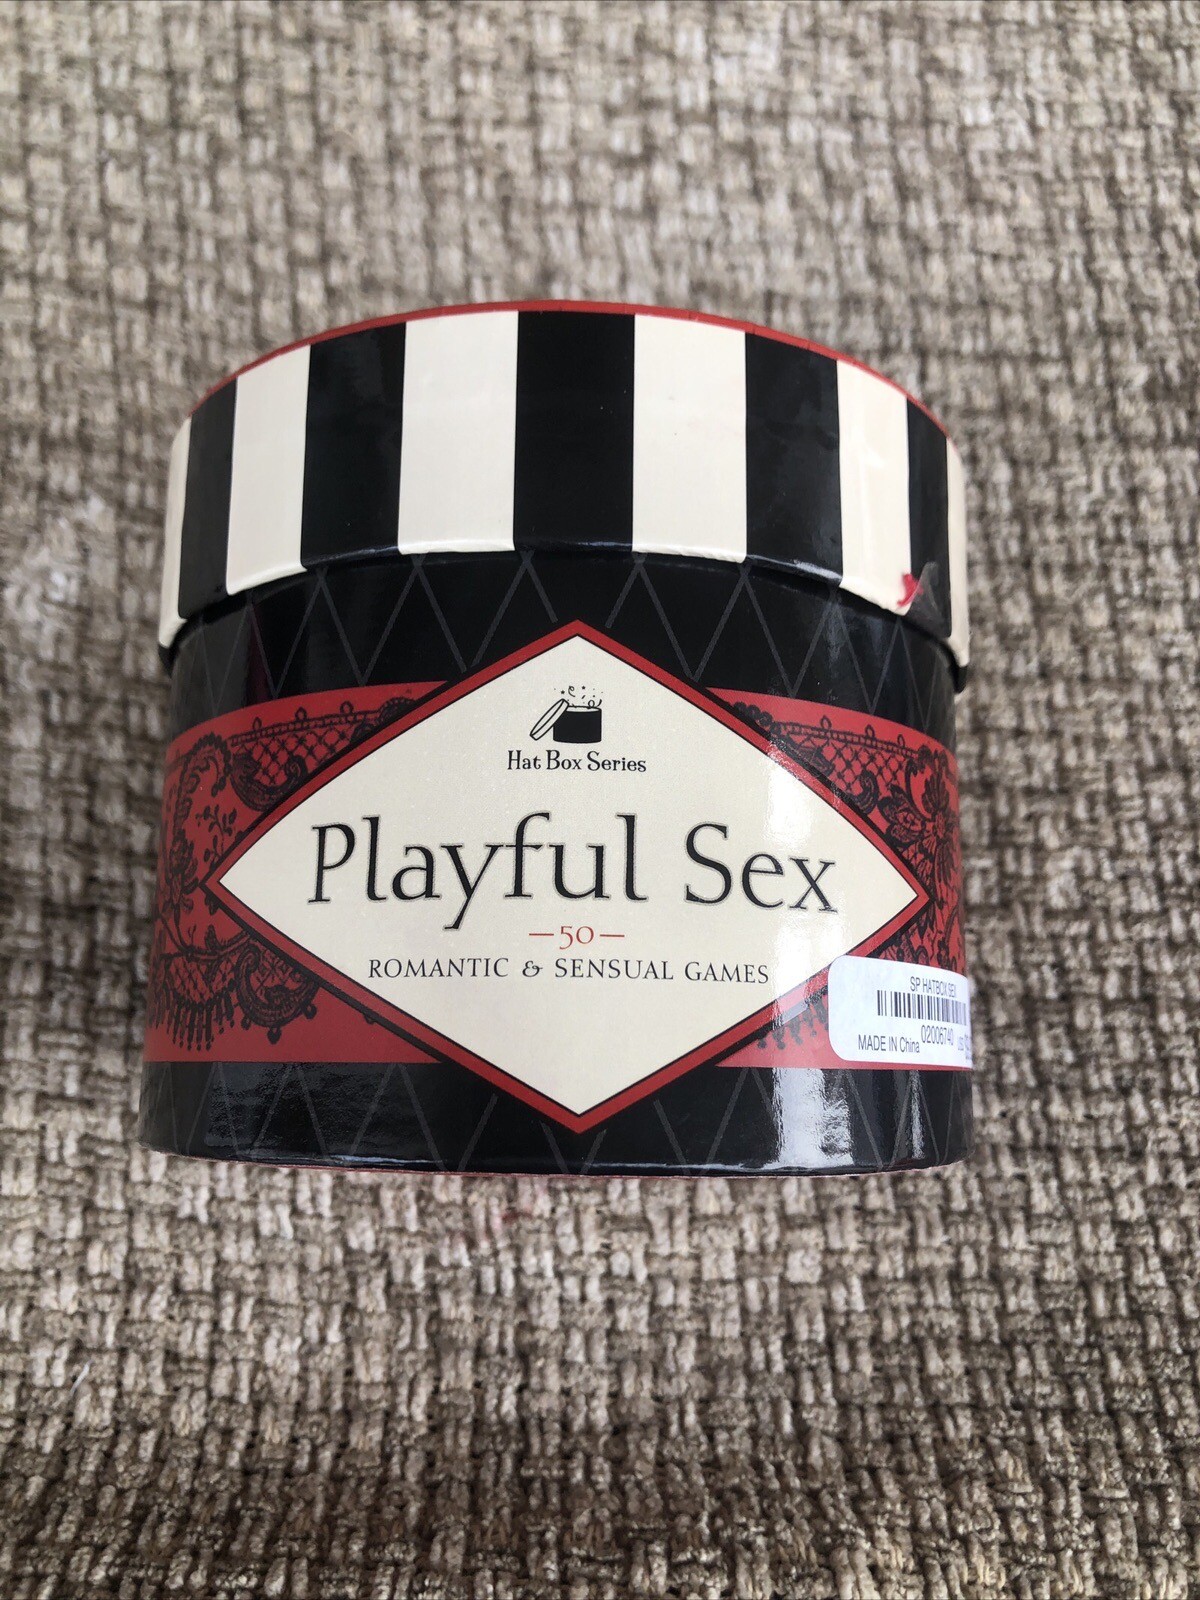 Hat Box Series
Playful Sex
—50—
ROMANTIC & SENSUAL GAMES
SP HATBOX SEX
02006740
MADE IN China